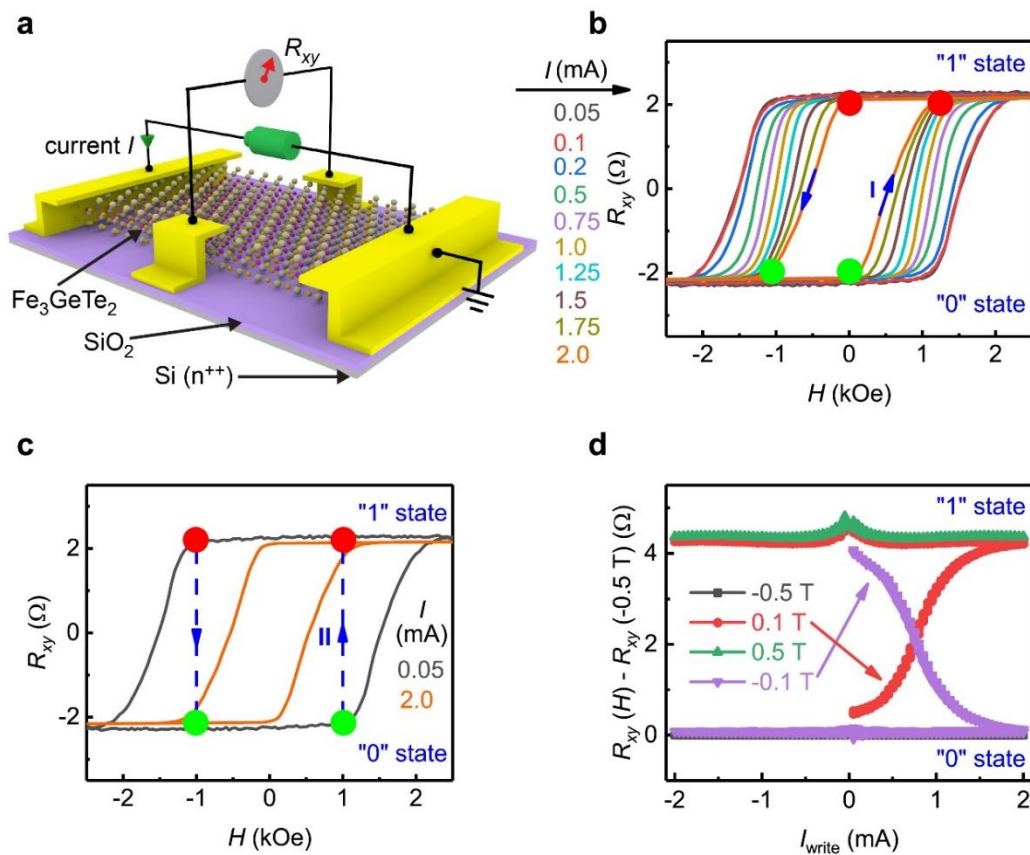 a
R_xy
current I
Fe₃GeTe₂
SiO₂
Si (n⁺⁺)
b
I (mA)
0.05
0.1
0.2
0.5
0.75
1.0
1.25
1.5
1.75
2.0
R_xy (Ω)
2
0
-2
"1" state
I
"0" state
-2 -1 0 1 2
H (kOe)
c
R_xy (Ω)
2
0
-2
"1" state
II
I
(mA)
0.05
2.0
"0" state
-2 -1 0 1 2
H (kOe)
d
R_xy (H) - R_xy (-0.5 T) (Ω)
4
2
0
"1" state
-0.5 T
0.1 T
0.5 T
-0.1 T
"0" state
-2 -1 0 1 2
I_write (mA)